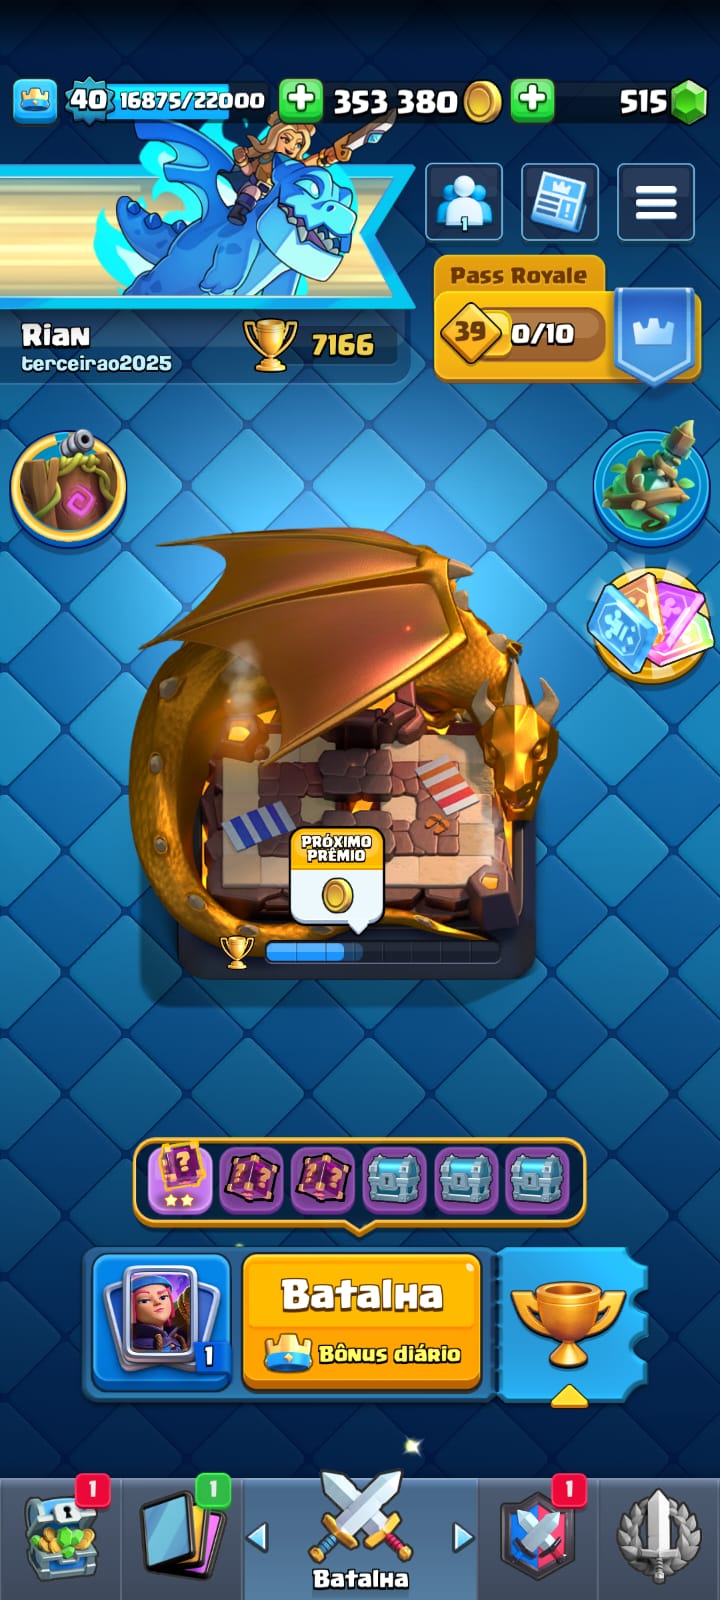 40 16875/22000 353 380 515
1
Pass Royale
39 0/10
Rian 7166
terceirao2025
PRÓXIMO
PRÊMIO
?
? ? ? ?
Batalha
1 Bônus diário
1 1 1
Batalha